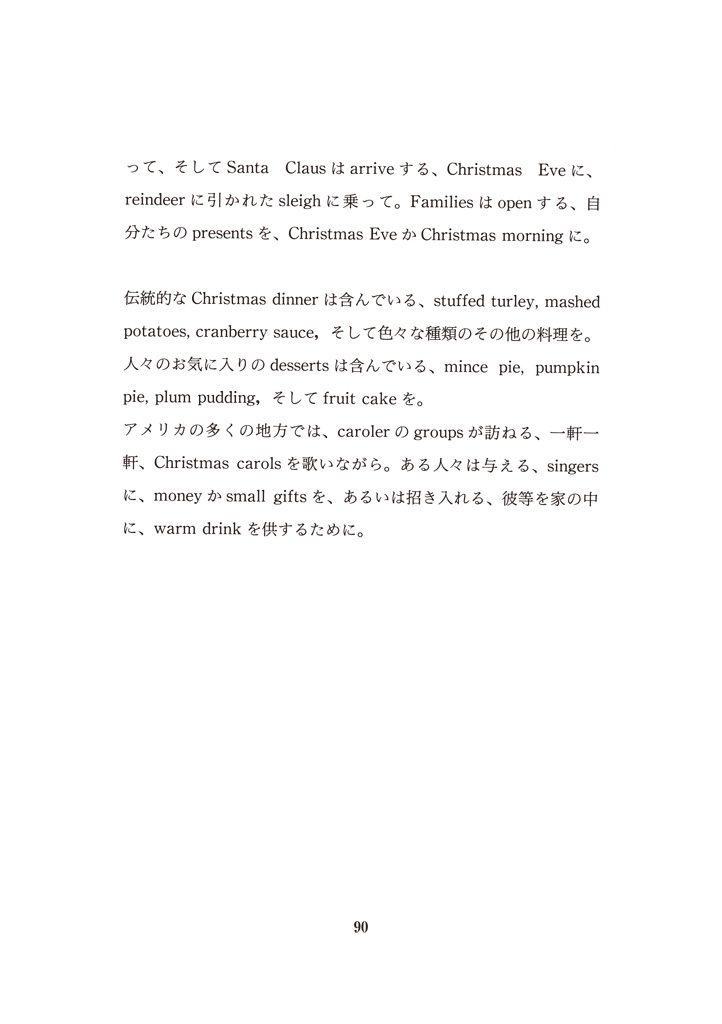 って、そして Santa　Claus は arrive する、Christmas　Eve に、
reindeer に引かれた sleigh に乗って。Families は open する、自
分たちの presents を、Christmas Eve か Christmas morning に。
伝統的な Christmas dinner は含んでいる、stuffed turley, mashed
potatoes, cranberry sauce，そして色々な種類のその他の料理を。
人々のお気に入りの desserts は含んでいる、mince pie, pumpkin
pie, plum pudding，そして fruit cake を。
アメリカの多くの地方では、caroler の groups が訪ねる、一軒一
軒、Christmas carols を歌いながら。ある人々は与える、singers
に、money か small gifts を、あるいは招き入れる、彼等を家の中
に、warm drink を供するために。
90